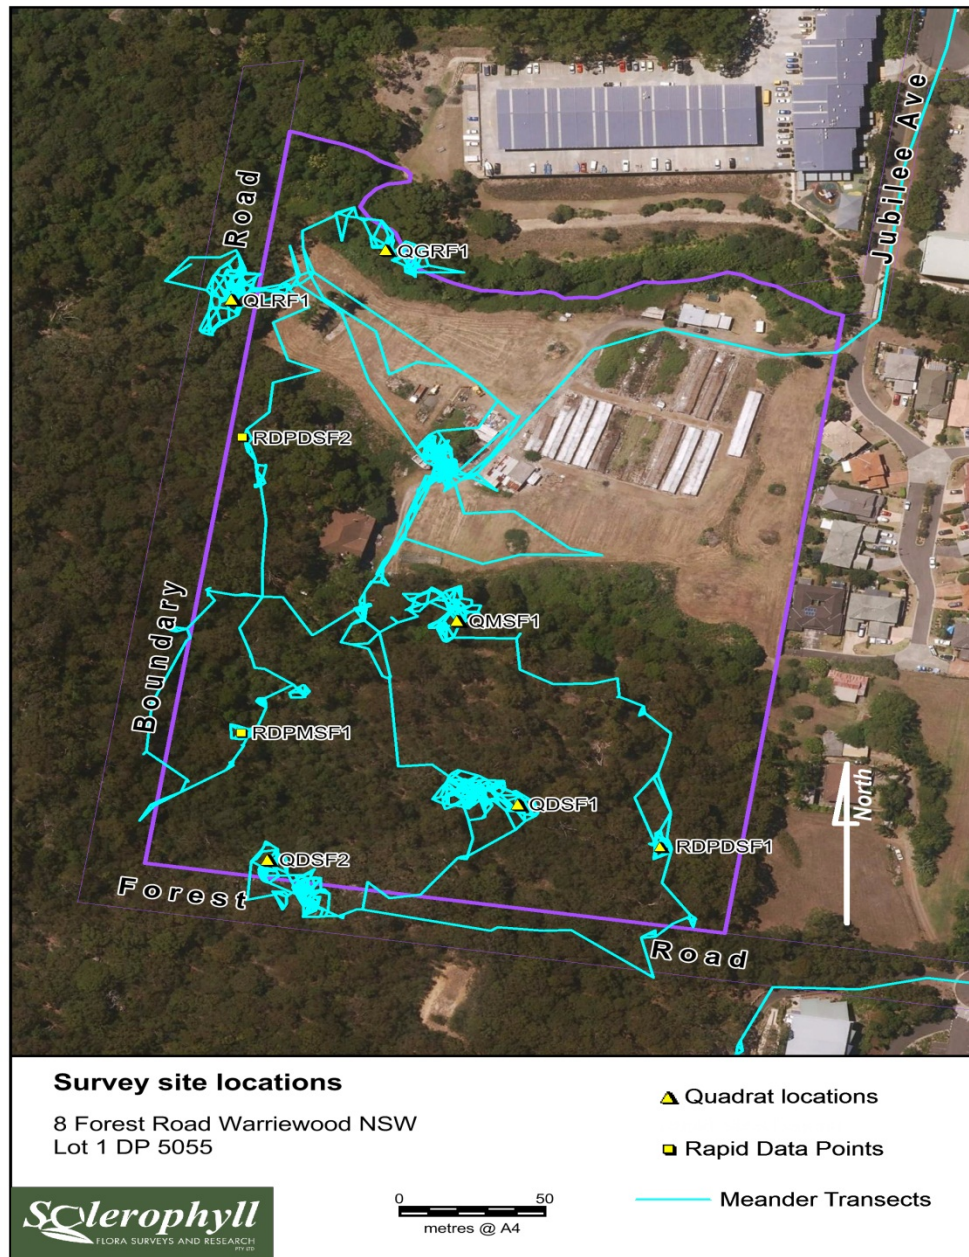 Jubilee Ave
Road
QGRF1
QLRF1
RDPDSF2
Boundary
QMSF1
RDPMSF1
North
QDSF1
RDPDSF1
QDSF2
Forest
Road
Survey site locations
8 Forest Road Warriewood NSW
Lot 1 DP 5055
Quadrat locations
Rapid Data Points
Meander Transects
0 50
metres @ A4
Sclerophyll
FLORA SURVEYS AND RESEARCH
PTY LTD